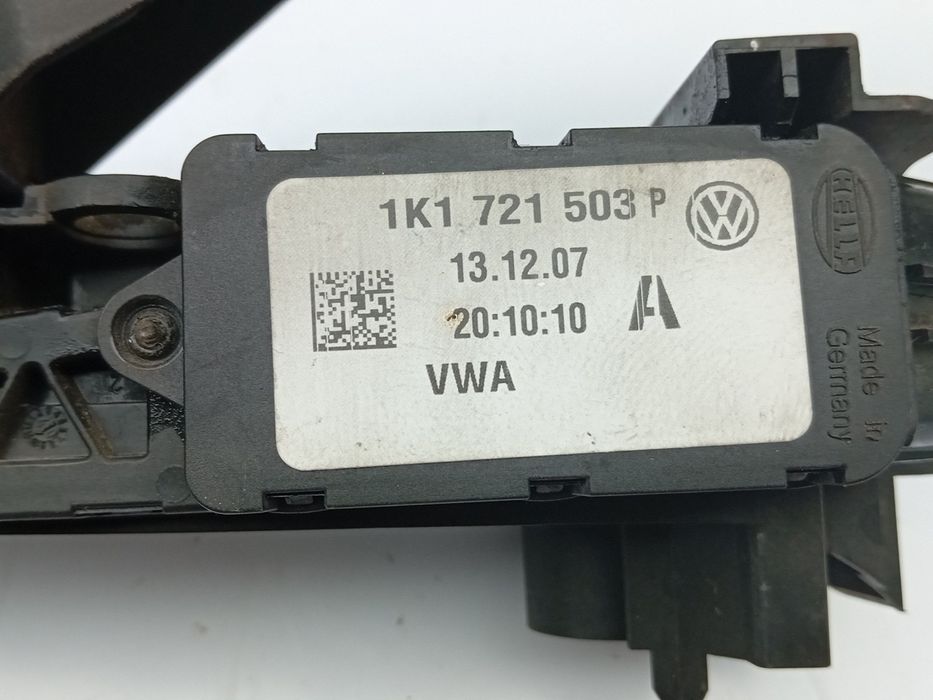 1K1 721 503 P
13.12.07
20:10:10
VWA
HELLA
Made in
Germany